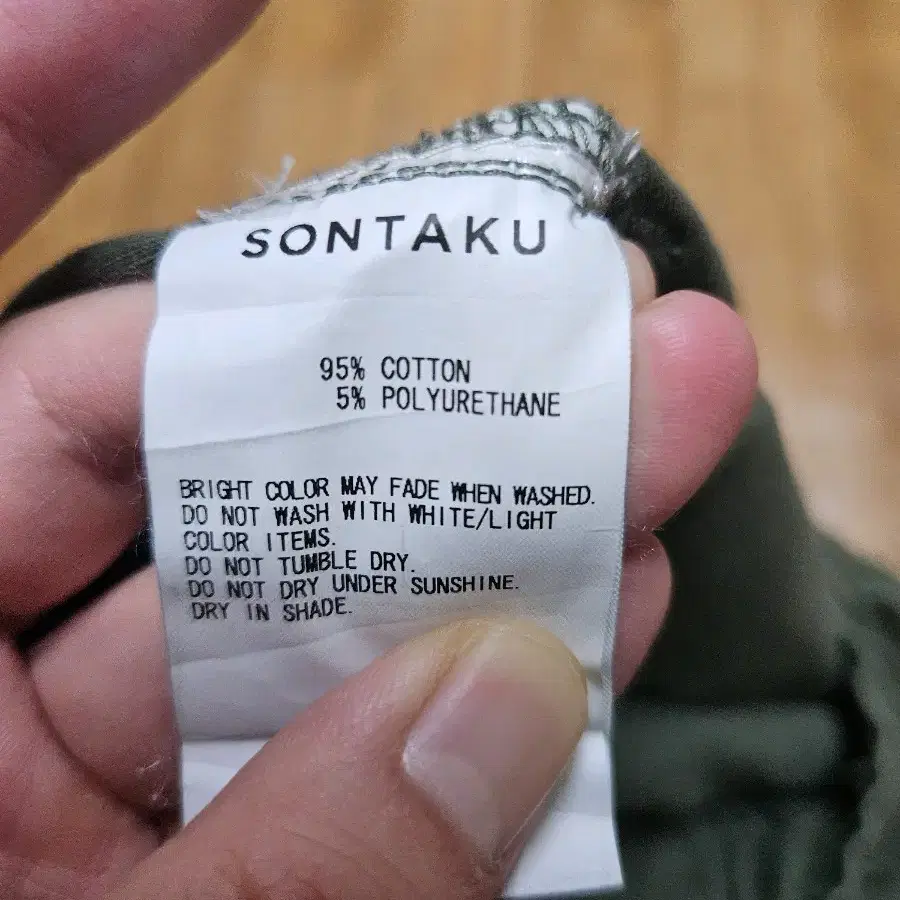 SONTAKU
95% COTTON
5% POLYURETHANE
BRIGHT COLOR MAY FADE WHEN WASHED.
DO NOT WASH WITH WHITE/LIGHT
COLOR ITEMS.
DO NOT TUMBLE DRY.
DO NOT DRY UNDER SUNSHINE.
DRY IN SHADE.